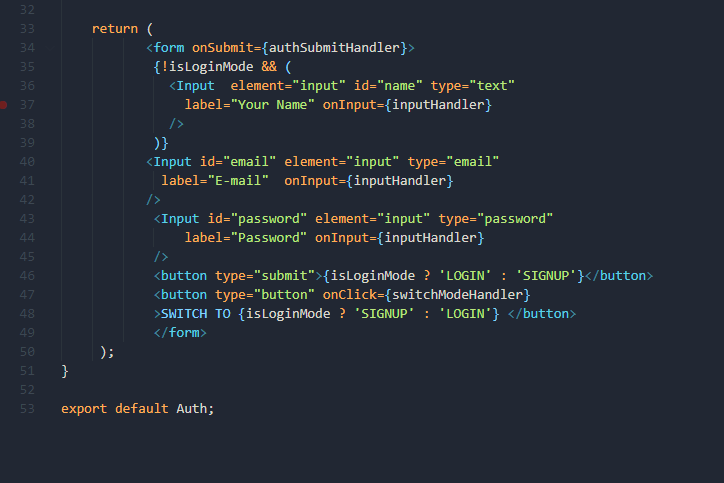 32
33 return (
34 <form onSubmit={authSubmitHandler}>
35 {!isLoginMode && (
36 <Input  element="input" id="name" type="text"
37 label="Your Name" onInput={inputHandler}
38 />
39 )}
40 <Input id="email" element="input" type="email"
41 label="E-mail"  onInput={inputHandler}
42 />
43 <Input id="password" element="input" type="password"
44 label="Password" onInput={inputHandler}
45 />
46 <button type="submit">{isLoginMode ? 'LOGIN' : 'SIGNUP'}</button>
47 <button type="button" onClick={switchModeHandler}
48 >SWITCH TO {isLoginMode ? 'SIGNUP' : 'LOGIN'} </button>
49 </form>
50 );
51 }
52
53 export default Auth;